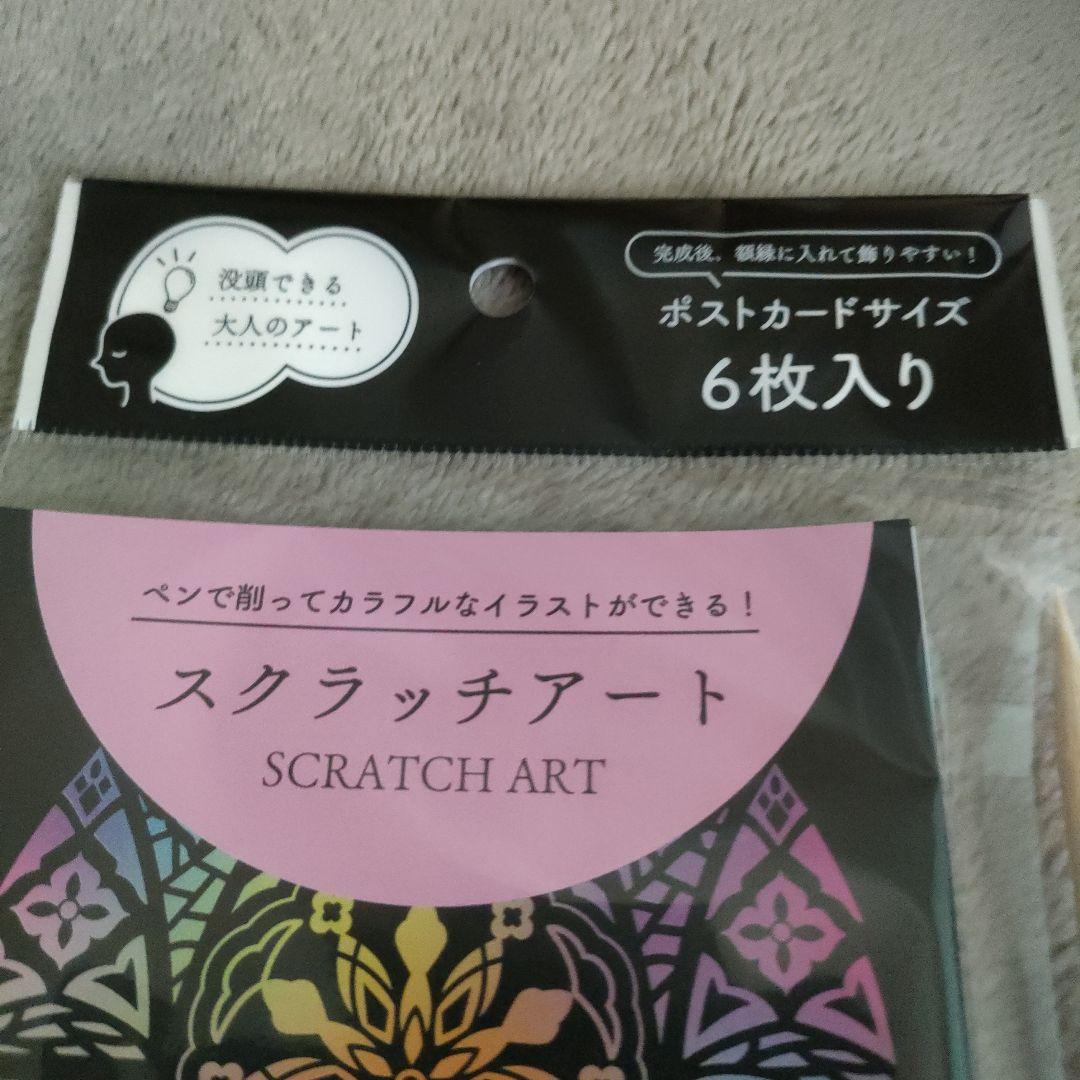 没頭できる
大人のアート
完成後、額縁に入れて飾りやすい！
ポストカードサイズ
6枚入り
ペンで削ってカラフルなイラストができる！
スクラッチアート
SCRATCH ART